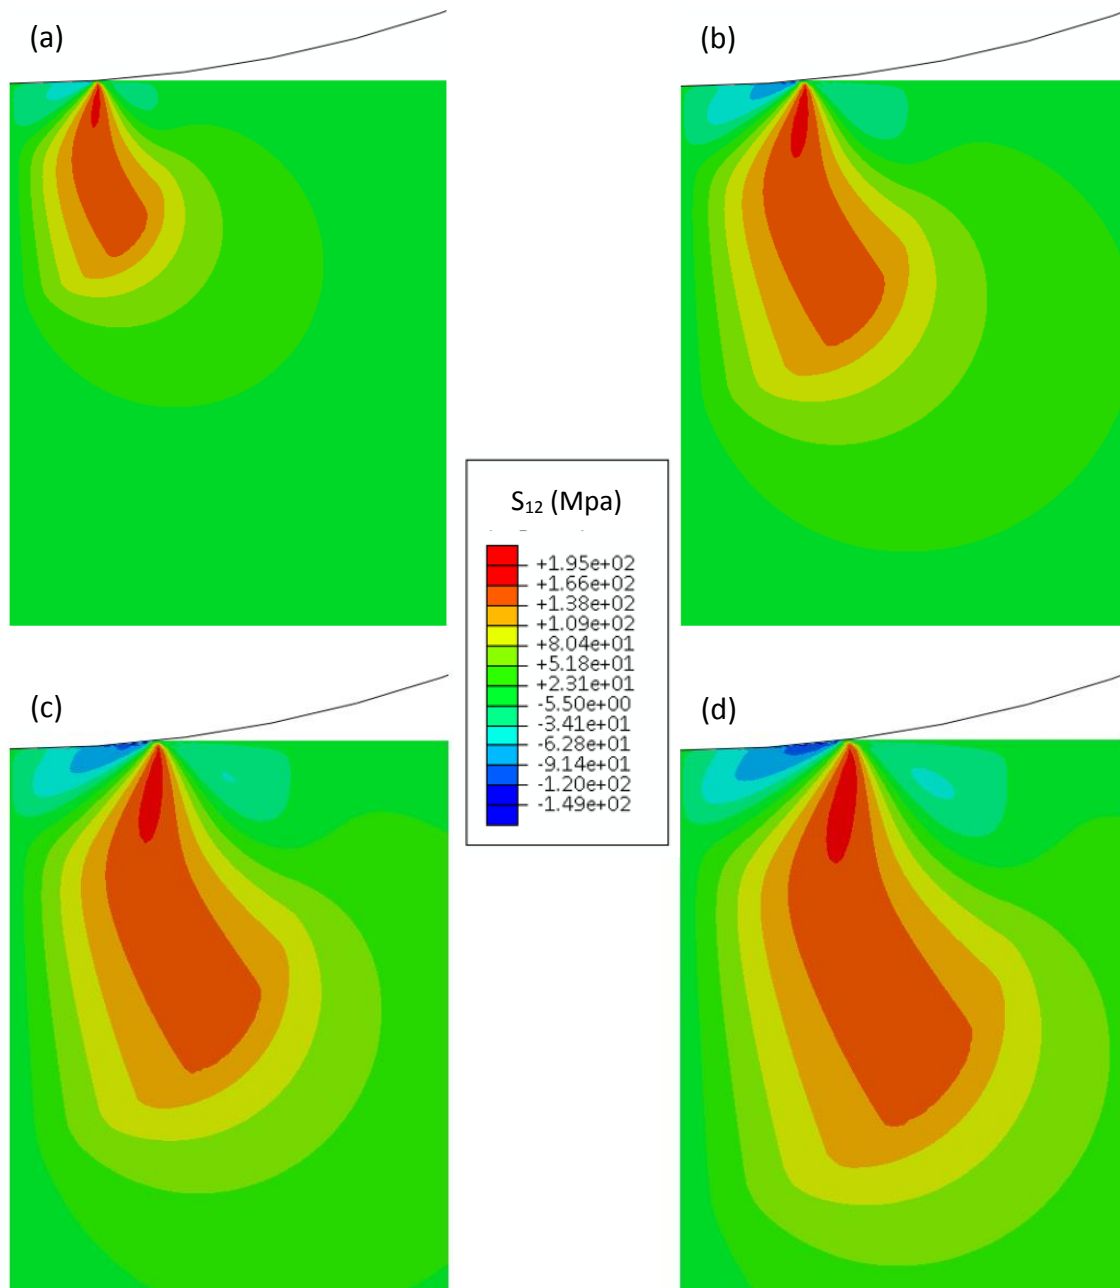 (a)
(b)
S₁₂ (Mpa)
+1.95e+02
+1.66e+02
+1.38e+02
+1.09e+02
+8.04e+01
+5.18e+01
+2.31e+01
-5.50e+00
-3.41e+01
-6.28e+01
-9.14e+01
-1.20e+02
-1.49e+02
(c)
(d)